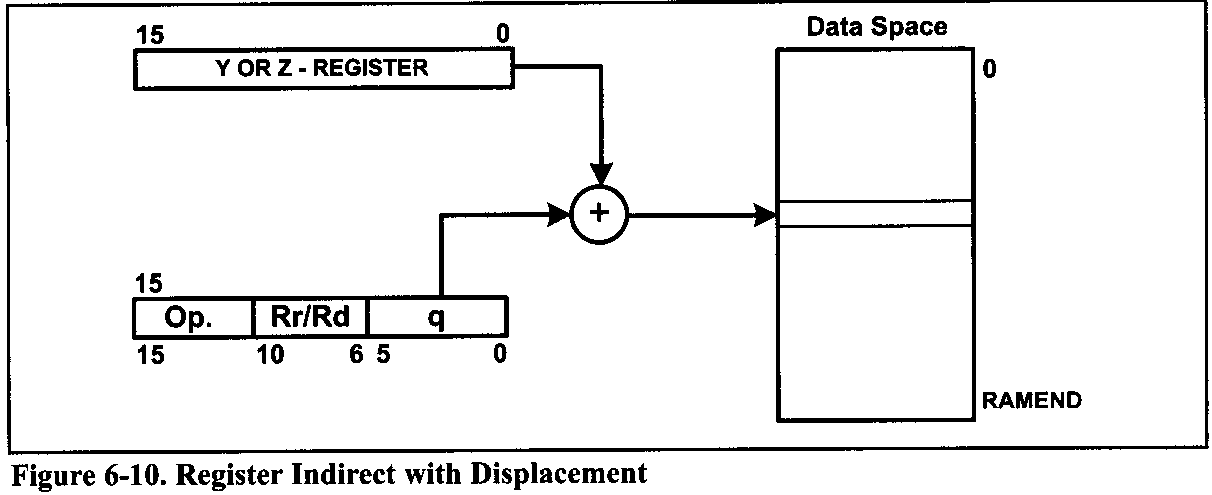 Data Space
15 0
Y OR Z - REGISTER
0
+
15
Op. Rr/Rd q
15 10 6 5 0
RAMEND
Figure 6-10. Register Indirect with Displacement